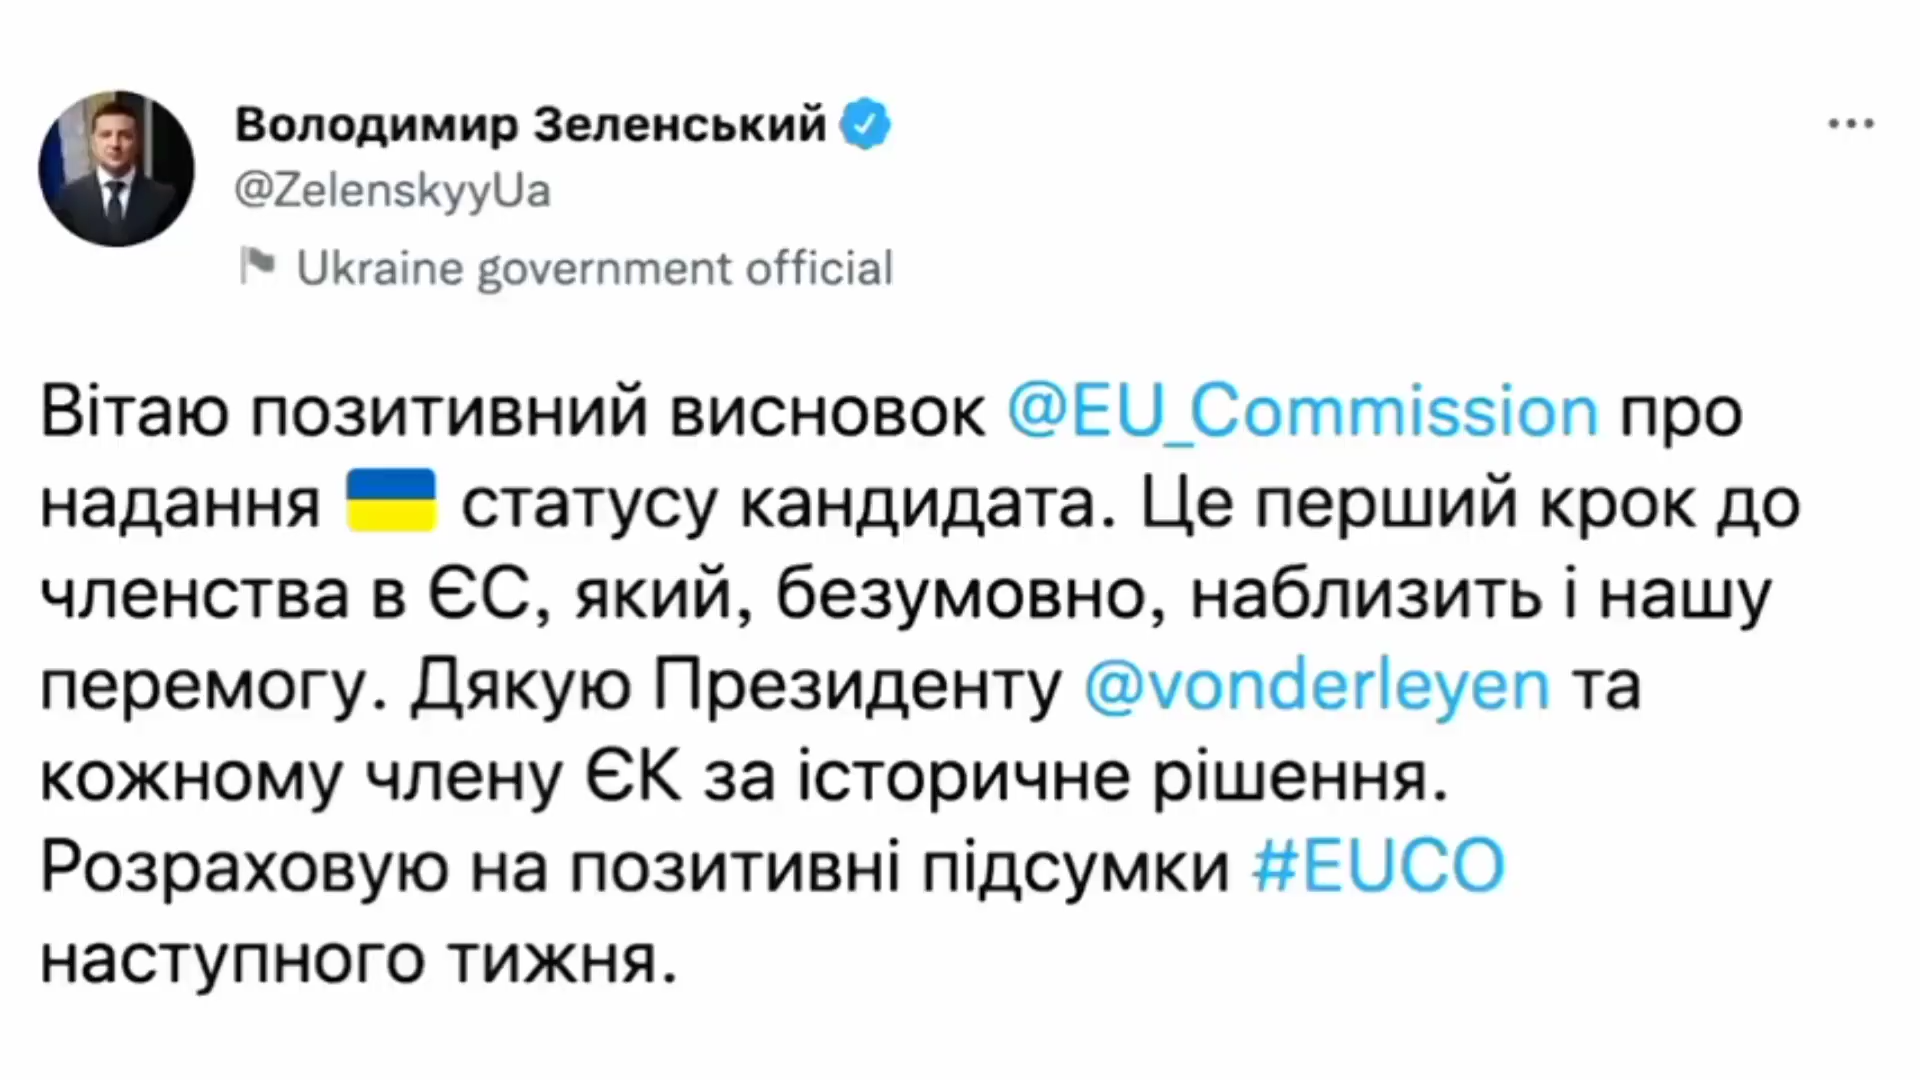 Володимир Зеленський
@ZelenskyyUa
Ukraine government official
Вітаю позитивний висновок @EU_Commission про
надання 🇺🇦 статусу кандидата. Це перший крок до
членства в ЄС, який, безумовно, наблизить і нашу
перемогу. Дякую Президенту @vonderleyen та
кожному члену ЄК за історичне рішення.
Розраховую на позитивні підсумки #EUCO
наступного тижня.